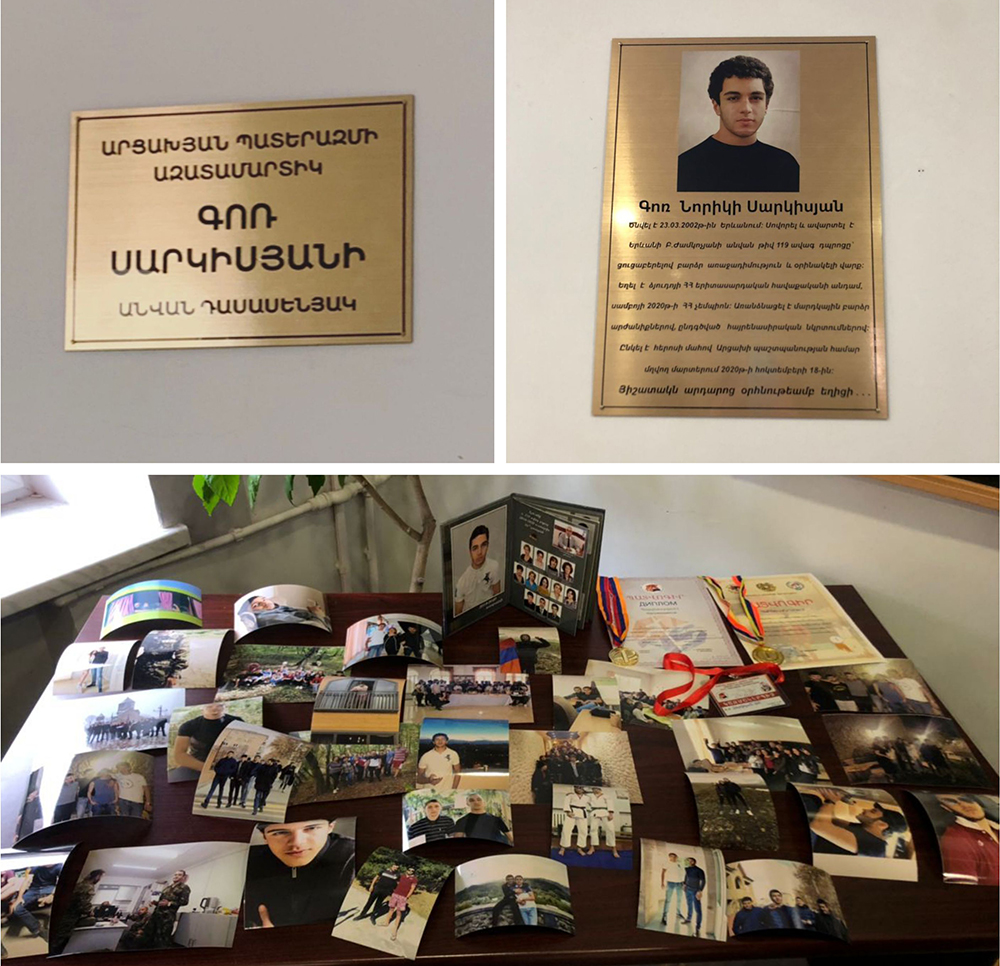 ԱՐՑԱԽՅԱՆ ՊԱՏԵՐԱԶՄԻ
ԱԶԱՏԱՄԱՐՏԻԿ
ԳՈՌ
ՍԱՐԿԻՍՅԱՆԻ
ԱՆՎԱՆ ԴԱՍԱՍԵՆՅԱԿ
Գոռ Նորիկի Սարկիսյան
Ծնվել է 23.03.2002թ-ին Երևանում: Սովորել և ավարտել է
Երևանի Բ.Ժամկոչյանի անվան թիվ 119 ավագ դպրոցը՝
ցուցաբերելով բարձր առաջադիմություն և օրինակելի վարք:
Եղել է ձյուդոյի ՀՀ երիտասարդական հավաքականի անդամ,
սամբոյի 2020թ-ի ՀՀ չեմպիոն: Առանձնացել է մարդկային բարձր
արժանիքներով, ընդգծված հայրենասիրական նկրտումներով:
Ընկել է հերոսի մահով Արցախի պաշտպանության համար
մղվող մարտերում 2020թ-ի հոկտեմբերի 18-ին:
Յիշատակն արդարոց օրհնութեամբ եղիցի...
ДИПЛОМ